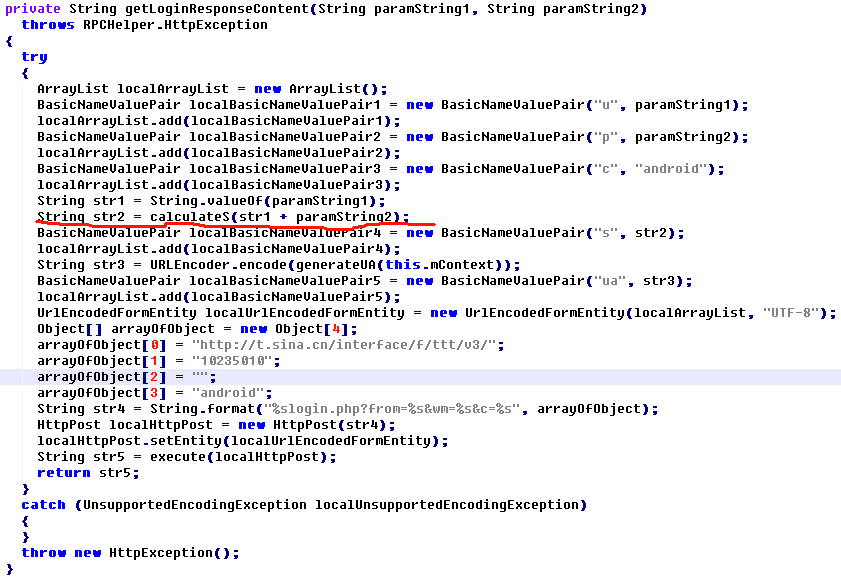 private String getLoginResponseContent(String paramString1, String paramString2)
  throws RPCHelper.HttpException
{
  try
  {
    ArrayList localArrayList = new ArrayList();
    BasicNameValuePair localBasicNameValuePair1 = new BasicNameValuePair("u", paramString1);
    localArrayList.add(localBasicNameValuePair1);
    BasicNameValuePair localBasicNameValuePair2 = new BasicNameValuePair("p", paramString2);
    localArrayList.add(localBasicNameValuePair2);
    BasicNameValuePair localBasicNameValuePair3 = new BasicNameValuePair("c", "android");
    localArrayList.add(localBasicNameValuePair3);
    String str1 = String.valueOf(paramString1);
    String str2 = calculateS(str1 + paramString2);
    BasicNameValuePair localBasicNameValuePair4 = new BasicNameValuePair("s", str2);
    localArrayList.add(localBasicNameValuePair4);
    String str3 = URLEncoder.encode(generateUA(this.mContext));
    BasicNameValuePair localBasicNameValuePair5 = new BasicNameValuePair("ua", str3);
    localArrayList.add(localBasicNameValuePair5);
    UrlEncodedFormEntity localUrlEncodedFormEntity = new UrlEncodedFormEntity(localArrayList, "UTF-8");
    Object[] arrayOfObject = new Object[4];
    arrayOfObject[0] = "http://t.sina.cn/interface/f/ttt/v3/";
    arrayOfObject[1] = "10235010";
    arrayOfObject[2] = "";
    arrayOfObject[3] = "android";
    String str4 = String.format("%slogin.php?from=%s&wm=%s&c=%s", arrayOfObject);
    HttpPost localHttpPost = new HttpPost(str4);
    localHttpPost.setEntity(localUrlEncodedFormEntity);
    String str5 = execute(localHttpPost);
    return str5;
  }
  catch (UnsupportedEncodingException localUnsupportedEncodingException)
  {
  }
  throw new HttpException();
}